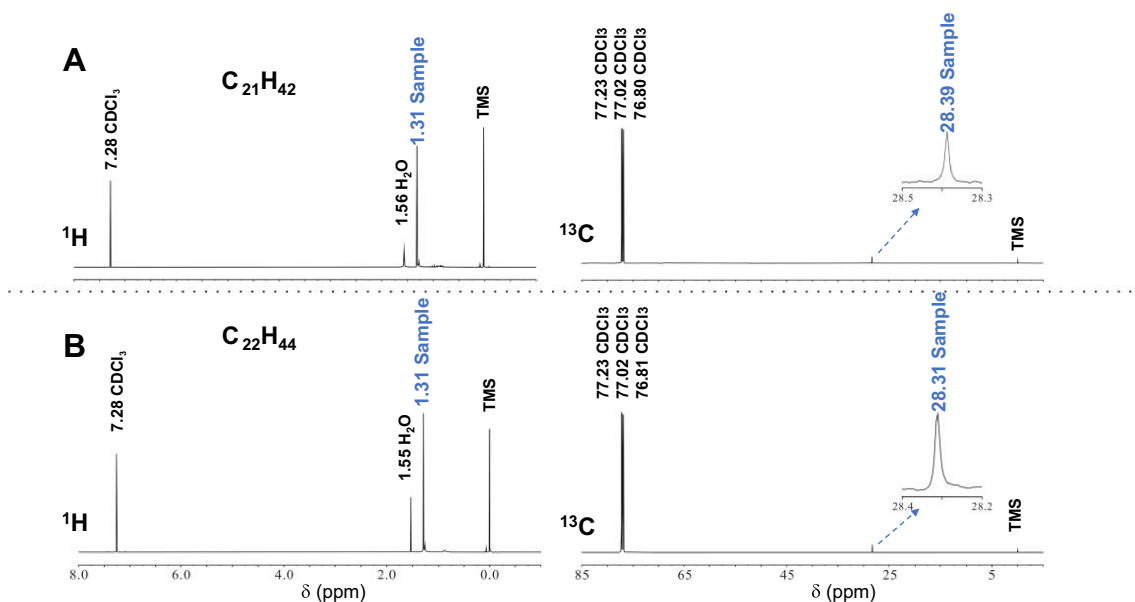 A
C21H42
7.28 CDCl3
1.56 H2O
1.31 Sample
TMS
1H
77.23 CDCl3
77.02 CDCl3
76.80 CDCl3
28.39 Sample
28.5 28.3
13C
TMS
B
C22H44
7.28 CDCl3
1.55 H2O
1.31 Sample
TMS
1H
8.0 6.0 4.0 2.0 0.0
δ (ppm)
77.23 CDCl3
77.02 CDCl3
76.81 CDCl3
28.31 Sample
28.4 28.2
13C
TMS
85 65 45 25 5
δ (ppm)